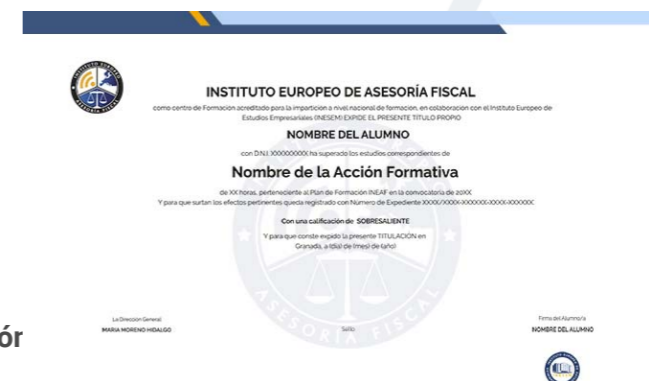 INSTITUTO EUROPEO DE ASESORÍA FISCAL
como centro de Formación acreditado para la impartición a nivel nacional de formacion, en colaboración con el Instituto Europeo de
Estudios Empresariales (INESEM) EXPIDE EL PRESENTE TÍTULO PROPIO
NOMBRE DEL ALUMNO
con D.N.I. XXXXXXXXX ha superado los estudios correspondientes de
Nombre de la Acción Formativa
de XX horas, perteneciente al Plan de Formación INEAF en la convocatoria de 20XX
Y para que surtan los efectos pertinentes queda registrado con Número de Expediente XXXX/XXXX-XXXXXX-XXXX-XXXXXX
Con una calificación de SOBRESALIENTE
Y para que conste expido la presente TITULACIÓN en
Granada, a (día) de (mes) de (año)
ASESORIA FISCAL
La Direccion General
MARIA MORENO HIDALGO
Sello
Firma del Alumno/a
NOMBRE DEL ALUMNO
ór